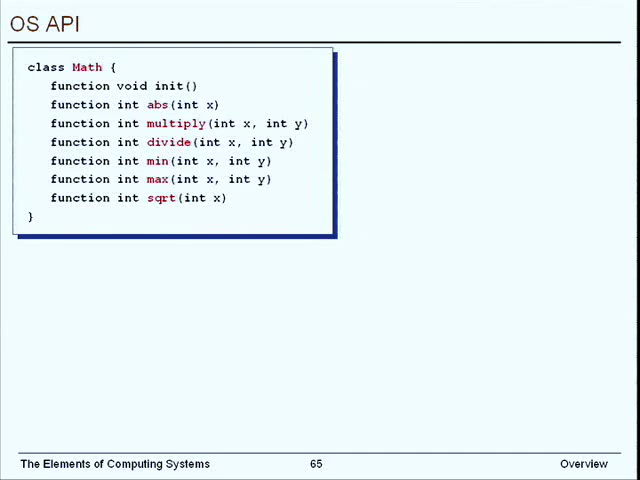 OS API
class Math {
function void init()
function int abs(int x)
function int multiply(int x, int y)
function int divide(int x, int y)
function int min(int x, int y)
function int max(int x, int y)
function int sqrt(int x)
}
The Elements of Computing Systems 65 Overview